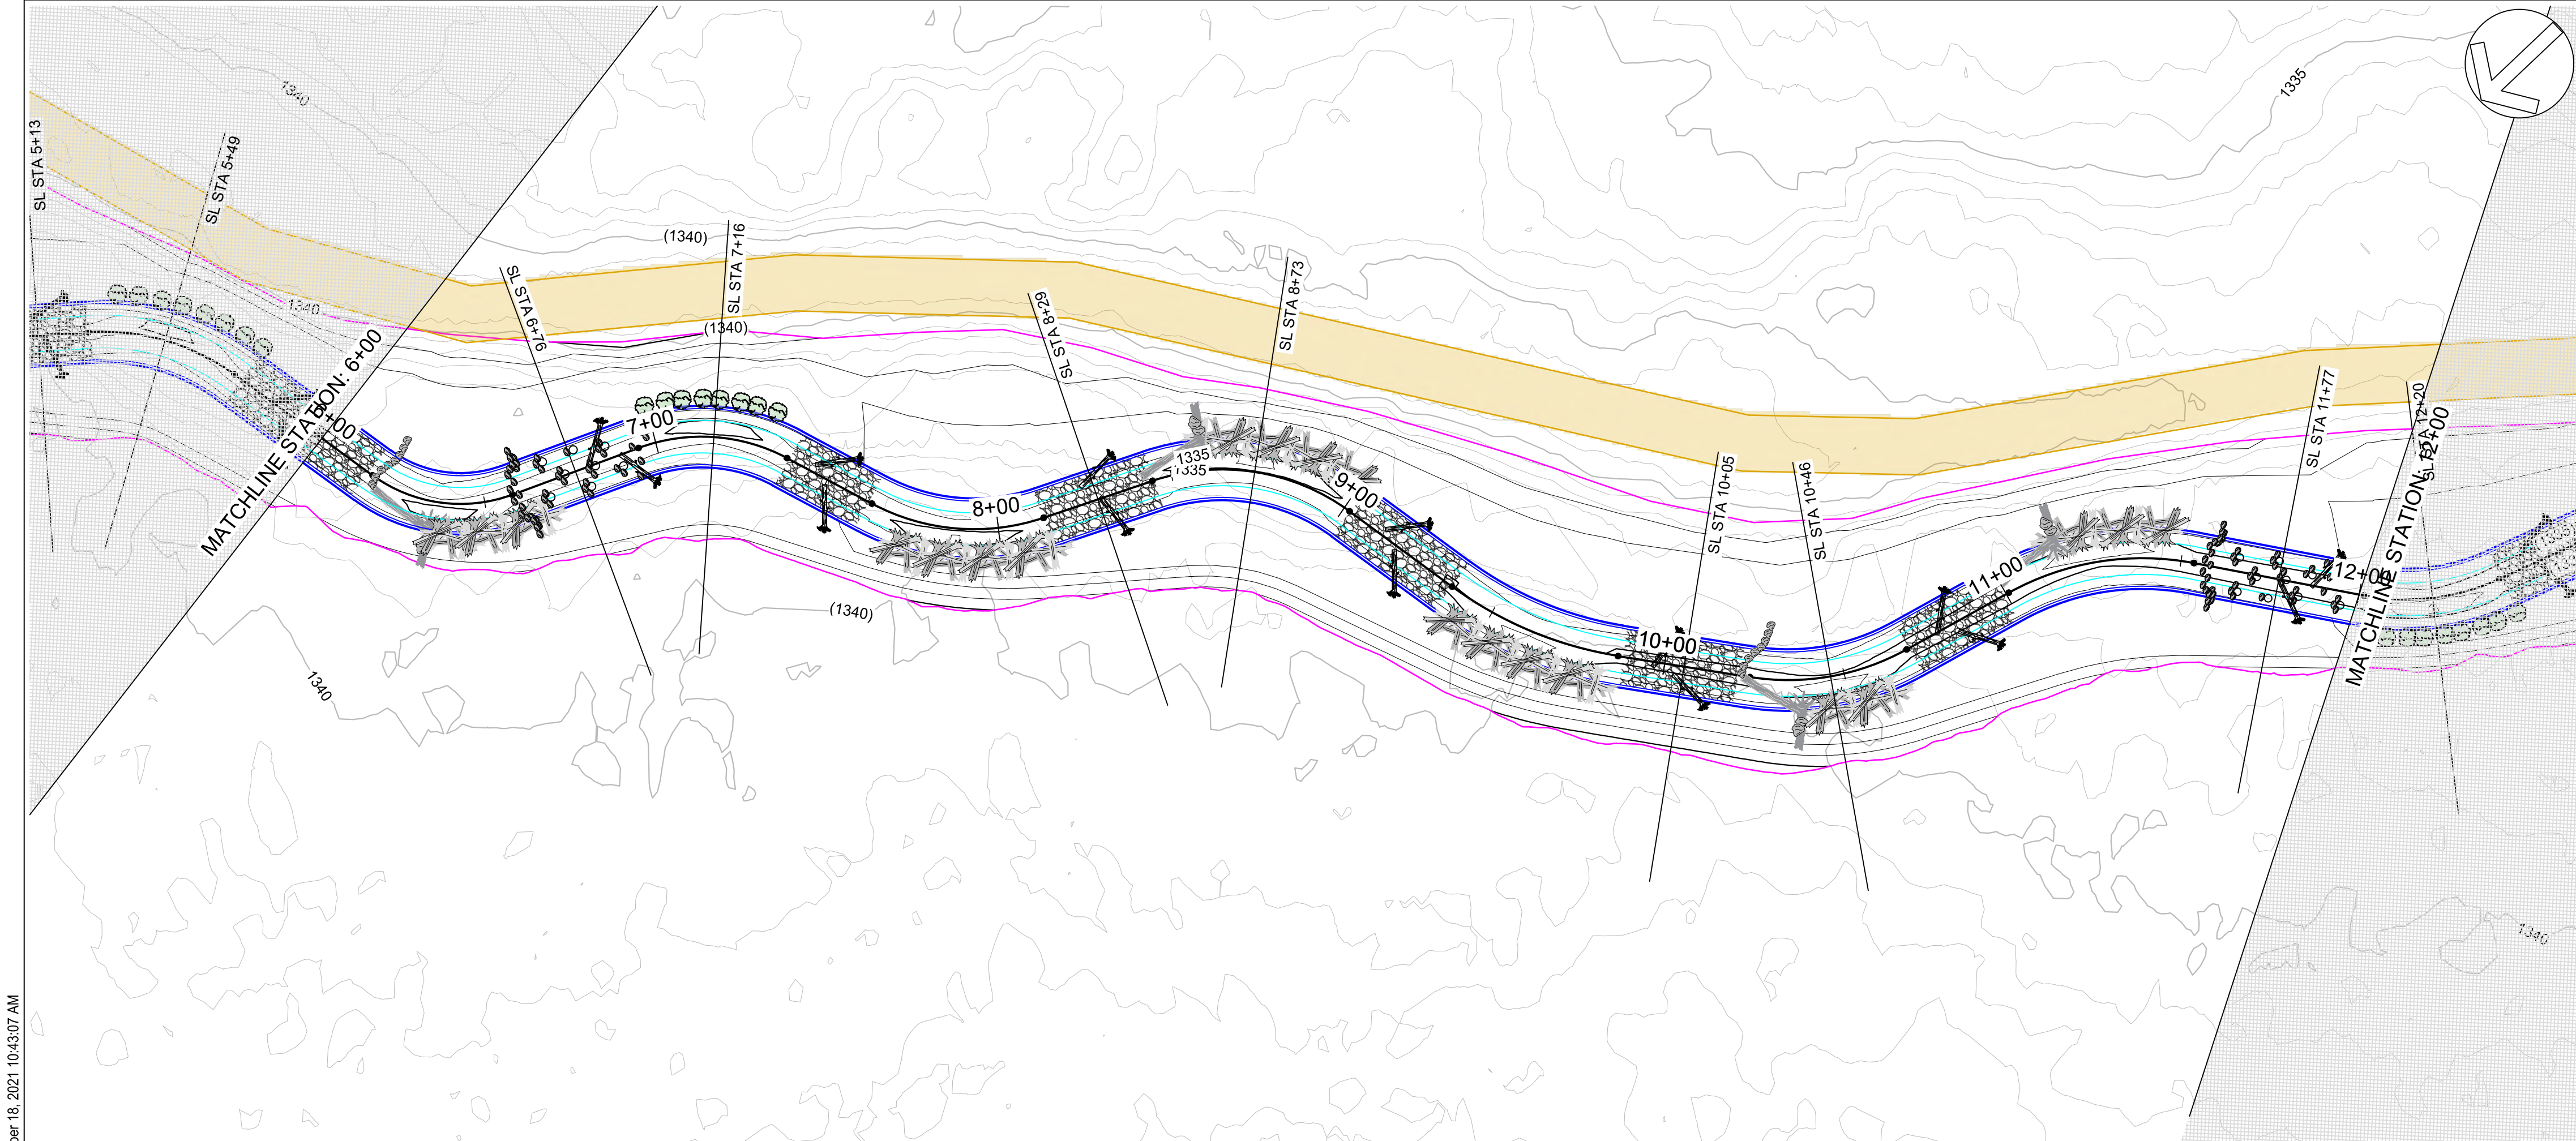 1340
1335
SL STA 5+13
SL STA 5+49
(1340)
SL STA 7+16
SL STA 6+76
1340
(1340)
SL STA 8+29
SL STA 8+73
MATCHLINE STATION: 6+00
6+00
7+00
1335
1335
8+00
9+00
SL STA 10+05
SL STA 10+46
SL STA 11+77
SL STA 12+20
MATCHLINE STATION: 12+00
10+00
11+00
12+00
(1340)
1340
1340
18, 2021 10:43:07 AM